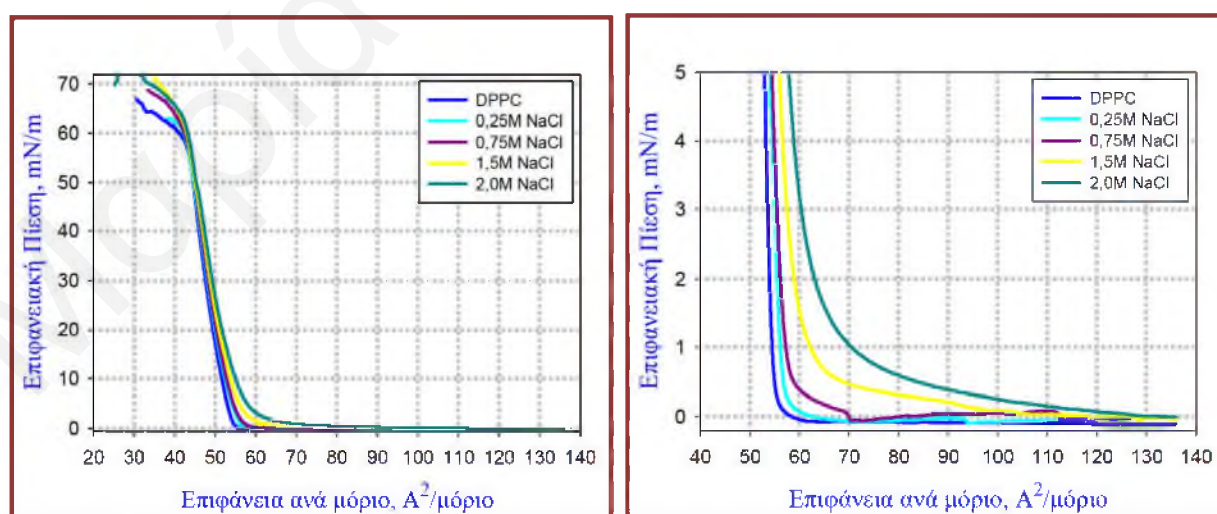 Μαρία
Επιφανειακή Πίεση, mN/m
70
60
50
40
30
20
10
0
DPPC
0,25M NaCl
0,75M NaCl
1,5M NaCl
2,0M NaCl
20 30 40 50 60 70 80 90 100 110 120 130 140
Επιφάνεια ανά μόριο, Α²/μόριο
Επιφανειακή Πίεση, mN/m
5
4
3
2
1
0
DPPC
0,25M NaCl
0,75M NaCl
1,5M NaCl
2,0M NaCl
40 50 60 70 80 90 100 110 120 130 140
Επιφάνεια ανά μόριο, Α²/μόριο